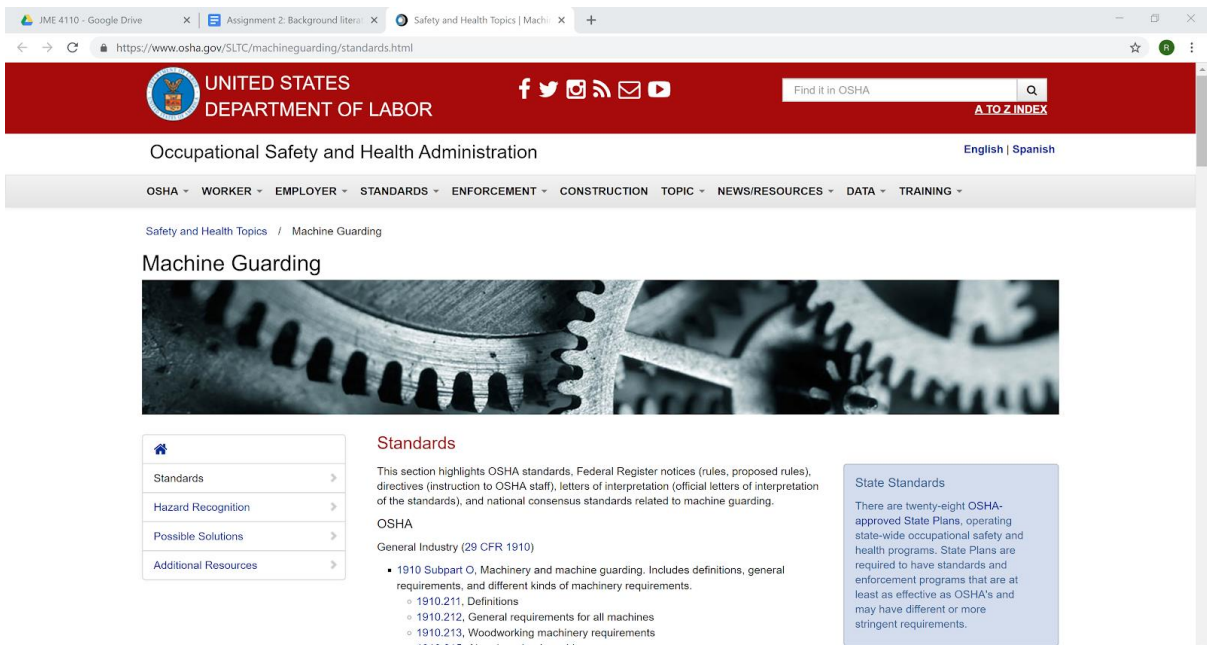 JME 4110 - Google Drive
Assignment 2: Background litera
Safety and Health Topics | Machi
https://www.osha.gov/SLTC/machineguarding/standards.html
R
UNITED STATES
DEPARTMENT OF LABOR
Find it in OSHA
A TO Z INDEX
Occupational Safety and Health Administration
English | Spanish
OSHA WORKER EMPLOYER STANDARDS ENFORCEMENT CONSTRUCTION TOPIC NEWS/RESOURCES DATA TRAINING
Safety and Health Topics / Machine Guarding
Machine Guarding
Standards
Hazard Recognition
Possible Solutions
Additional Resources
Standards
This section highlights OSHA standards, Federal Register notices (rules, proposed rules),
directives (instruction to OSHA staff), letters of interpretation (official letters of interpretation
of the standards), and national consensus standards related to machine guarding.
OSHA
General Industry (29 CFR 1910)
1910 Subpart O, Machinery and machine guarding. Includes definitions, general
requirements, and different kinds of machinery requirements.
1910.211, Definitions
1910.212, General requirements for all machines
1910.213, Woodworking machinery requirements
State Standards
There are twenty-eight OSHA-
approved State Plans, operating
state-wide occupational safety and
health programs. State Plans are
required to have standards and
enforcement programs that are at
least as effective as OSHA's and
may have different or more
stringent requirements.